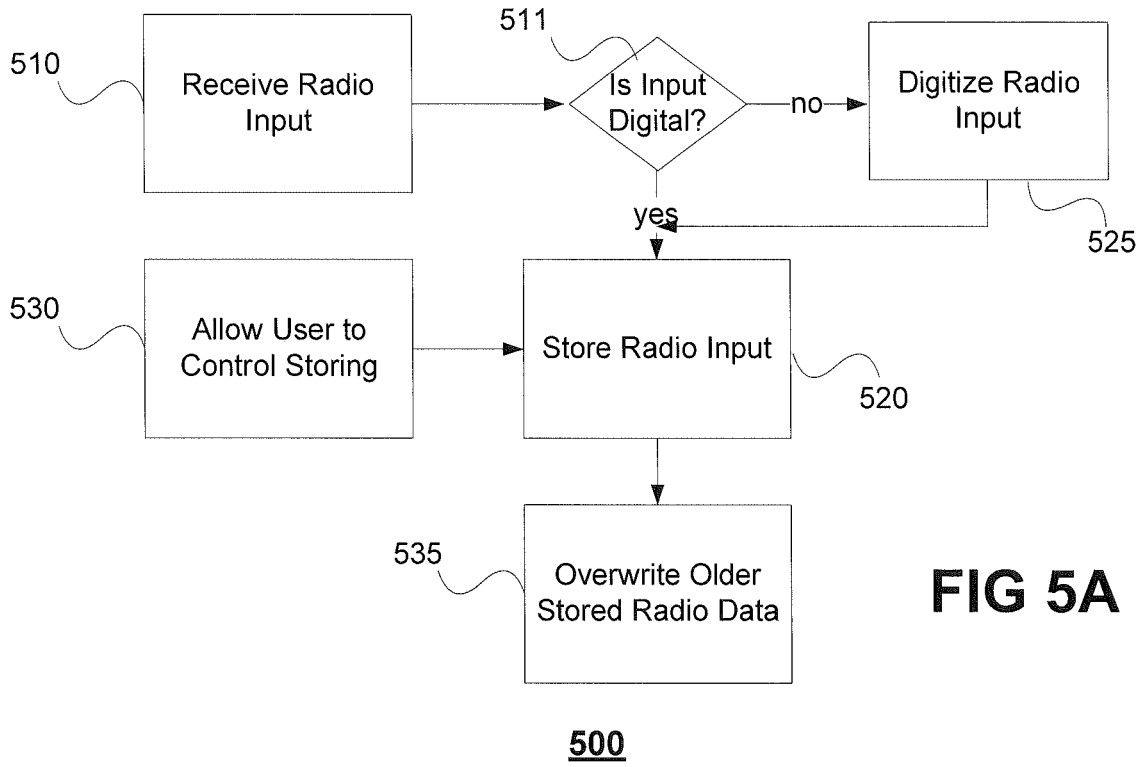 510
Receive Radio
Input
511
Is Input
Digital?
no
Digitize Radio
Input
525
yes
530
Allow User to
Control Storing
Store Radio Input
520
535
Overwrite Older
Stored Radio Data
FIG 5A
500